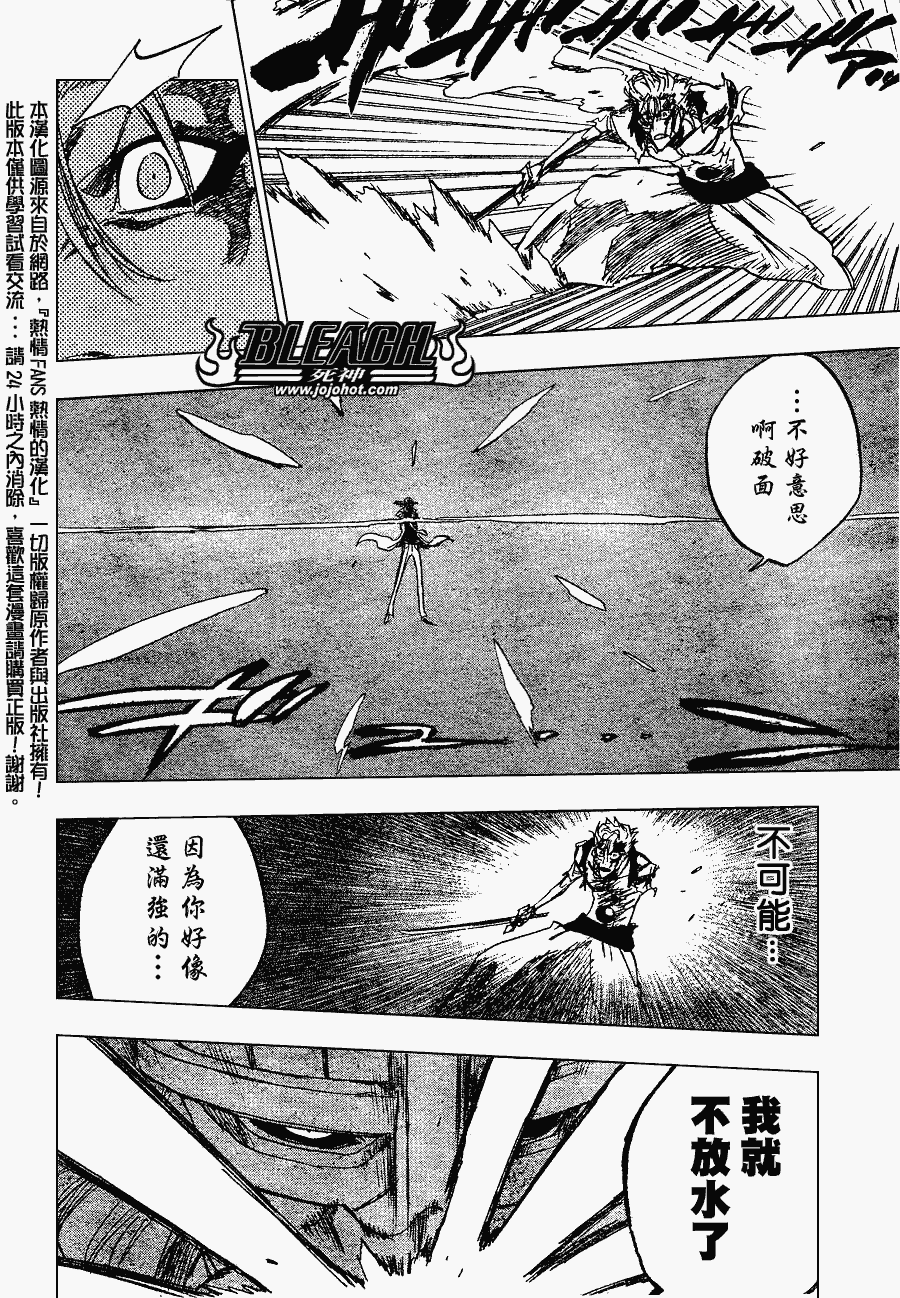 本漢化圖源來自於網路，『熱情FANS熱情的漢化』一切版權歸原作者與出版社擁有！
此版本僅供學習試看交流…請24小時之內消除，喜歡這套漫畫請購買正版！謝謝。
BLEACH
死神
www.jojohot.com
…不好意思
啊破面
不可能…
因為你好像
還滿強的…
我就
不放水了